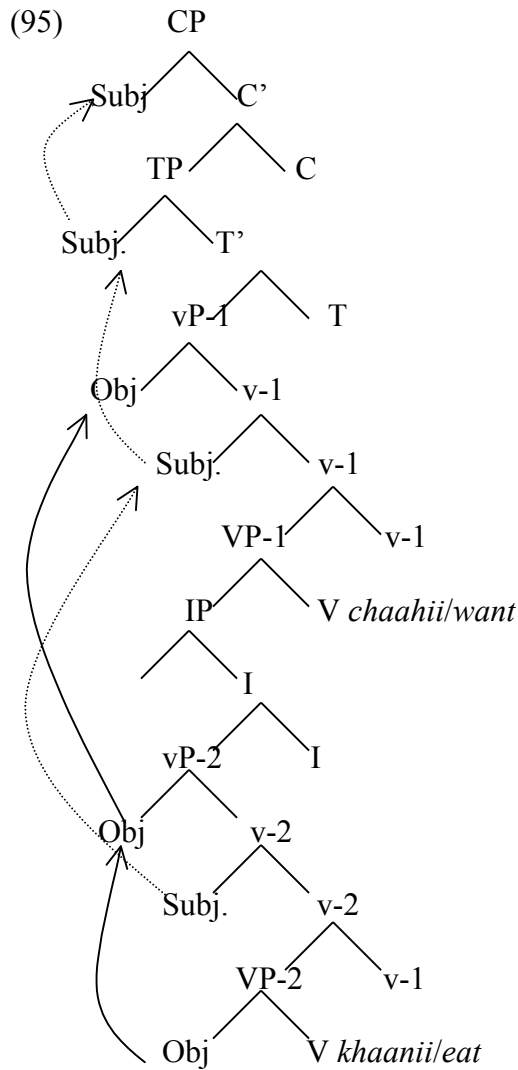 (95) CP
Subj C’
TP C
Subj. T’
vP-1 T
Obj v-1
Subj. v-1
VP-1 v-1
IP V chaahii/want
I
vP-2 I
Obj v-2
Subj. v-2
VP-2 v-1
Obj V khaanii/eat